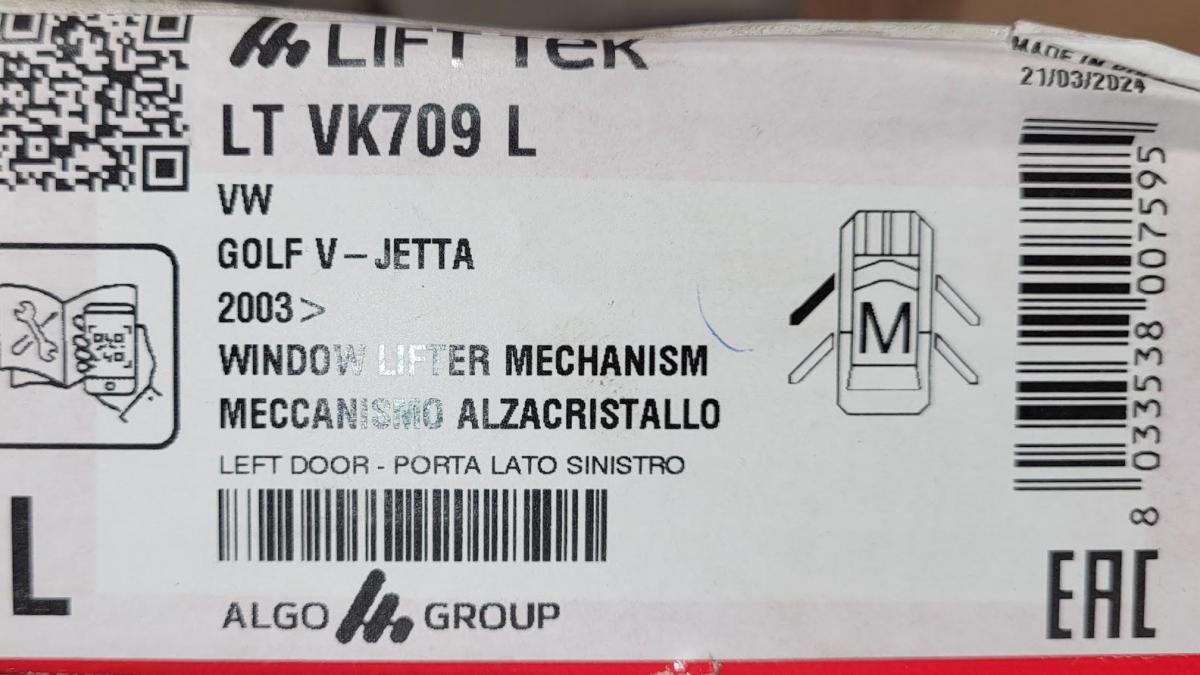 LIFT TEK
MADE IN
21/03/2024
LT VK709 L
VW
GOLF V-JETTA
2003>
WINDOW LIFTER MECHANISM
MECCANISMO ALZACRISTALLO
LEFT DOOR - PORTA LATO SINISTRO
M
8 033538 007595
L
ALGO GROUP
EAC